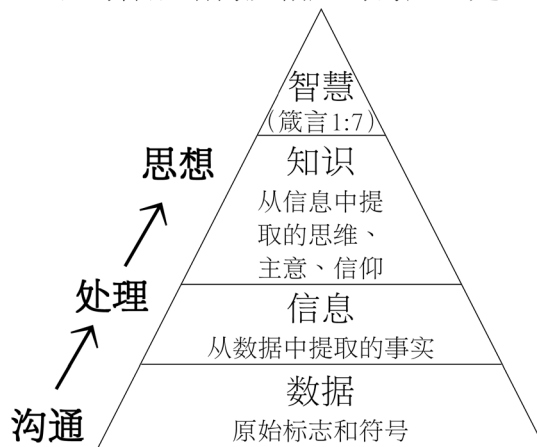 智慧
（箴言1:7）
思想
知识
从信息中提
取的思维、
主意、信仰
处理
信息
从数据中提取的事实
沟通
数据
原始标志和符号